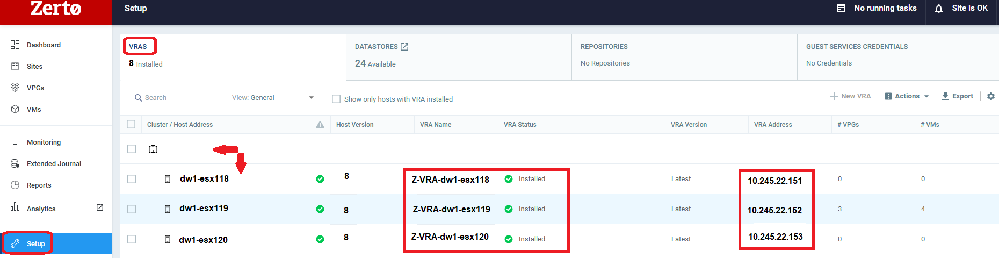 Zerto
Setup
No running tasks
Site is OK
Dashboard
Sites
VPGs
VMs
Monitoring
Extended Journal
Reports
Analytics
Setup
VRAS
8 Installed
DATASTORES
24 Available
REPOSITORIES
No Repositories
GUEST SERVICES CREDENTIALS
No Credentials
Search
View: General
Show only hosts with VRA installed
New VRA
Actions
Export
Cluster / Host Address Host Version VRA Name VRA Status VRA Version VRA Address # VPGs # VMs
dw1-esx118 8 Z-VRA-dw1-esx118 Installed Latest 10.245.22.151 0 0
dw1-esx119 8 Z-VRA-dw1-esx119 Installed Latest 10.245.22.152 3 4
dw1-esx120 8 Z-VRA-dw1-esx120 Installed Latest 10.245.22.153 0 0